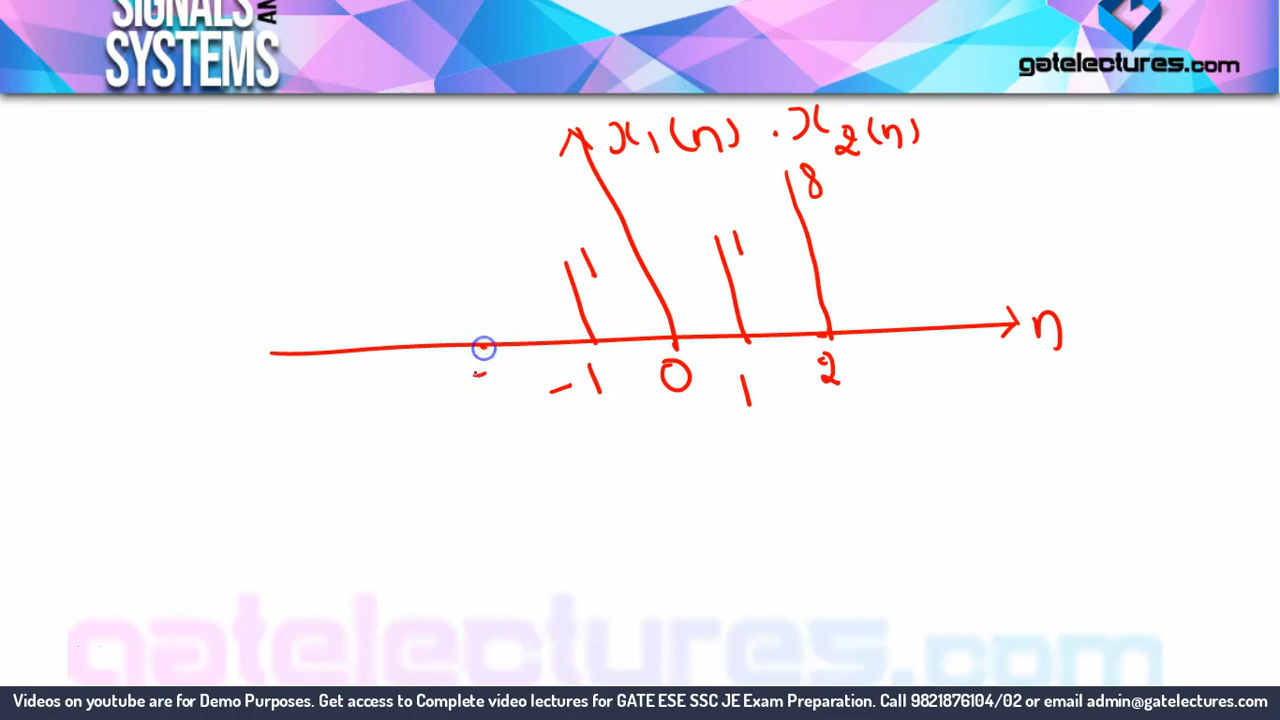 SIGNALS AND
SYSTEMS
gatelectures.com
x₁(n) . x₂(n)
1 1 8
n
- -1 0 1 2
gatelectures.com
Videos on youtube are for Demo Purposes. Get access to Complete video lectures for GATE ESE SSC JE Exam Preparation. Call 9821876104/02 or email admin@gatelectures.com